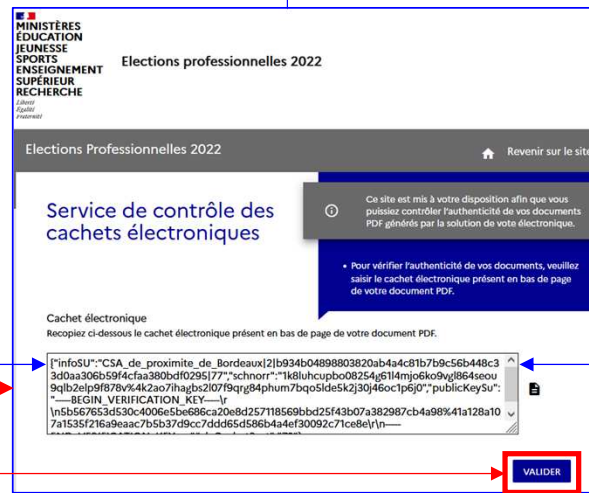 MINISTÈRES
ÉDUCATION
JEUNESSE
SPORTS
ENSEIGNEMENT
SUPÉRIEUR
RECHERCHE
Liberté
Égalité
Fraternité
Elections professionnelles 2022
Elections Professionnelles 2022
Revenir sur le site
Service de contrôle des
cachets électroniques
Ce site est mis à votre disposition afin que vous
puissiez contrôler l'authenticité de vos documents
PDF générés par la solution de vote électronique.
• Pour vérifier l'authenticité de vos documents, veuillez
saisir le cachet électronique présent en bas de page
de votre document PDF.
Cachet électronique
Recopiez ci-dessous le cachet électronique présent en bas de page de votre document PDF.
{"infoSU":"CSA_de_proximite_de_Bordeaux|2|b934b04898803820ab4a4c81b7b9c56b448c3
3d0aa306b59f4cfaa380bdf0295|77","schnorr":"1k8luhcupbo08254g61l4mjo6ko9vgl864seou
9qlb2elp9f878v%4k2ao7ihagbs2l07f9qrg84phum7bqo5lde5k2j30j46oc1p6j0","publicKeySu":
"-----BEGIN_VERIFICATION_KEY-----\r
\n5b567653d530c4006e5be686ca20e8d257118569bbd25f43b07a382987cb4a98%41a128a10
7a1535f216a9eaac7b5b37d9cc7ddd65d586b4a4ef30092c71ce8e\r\n-----
VALIDER